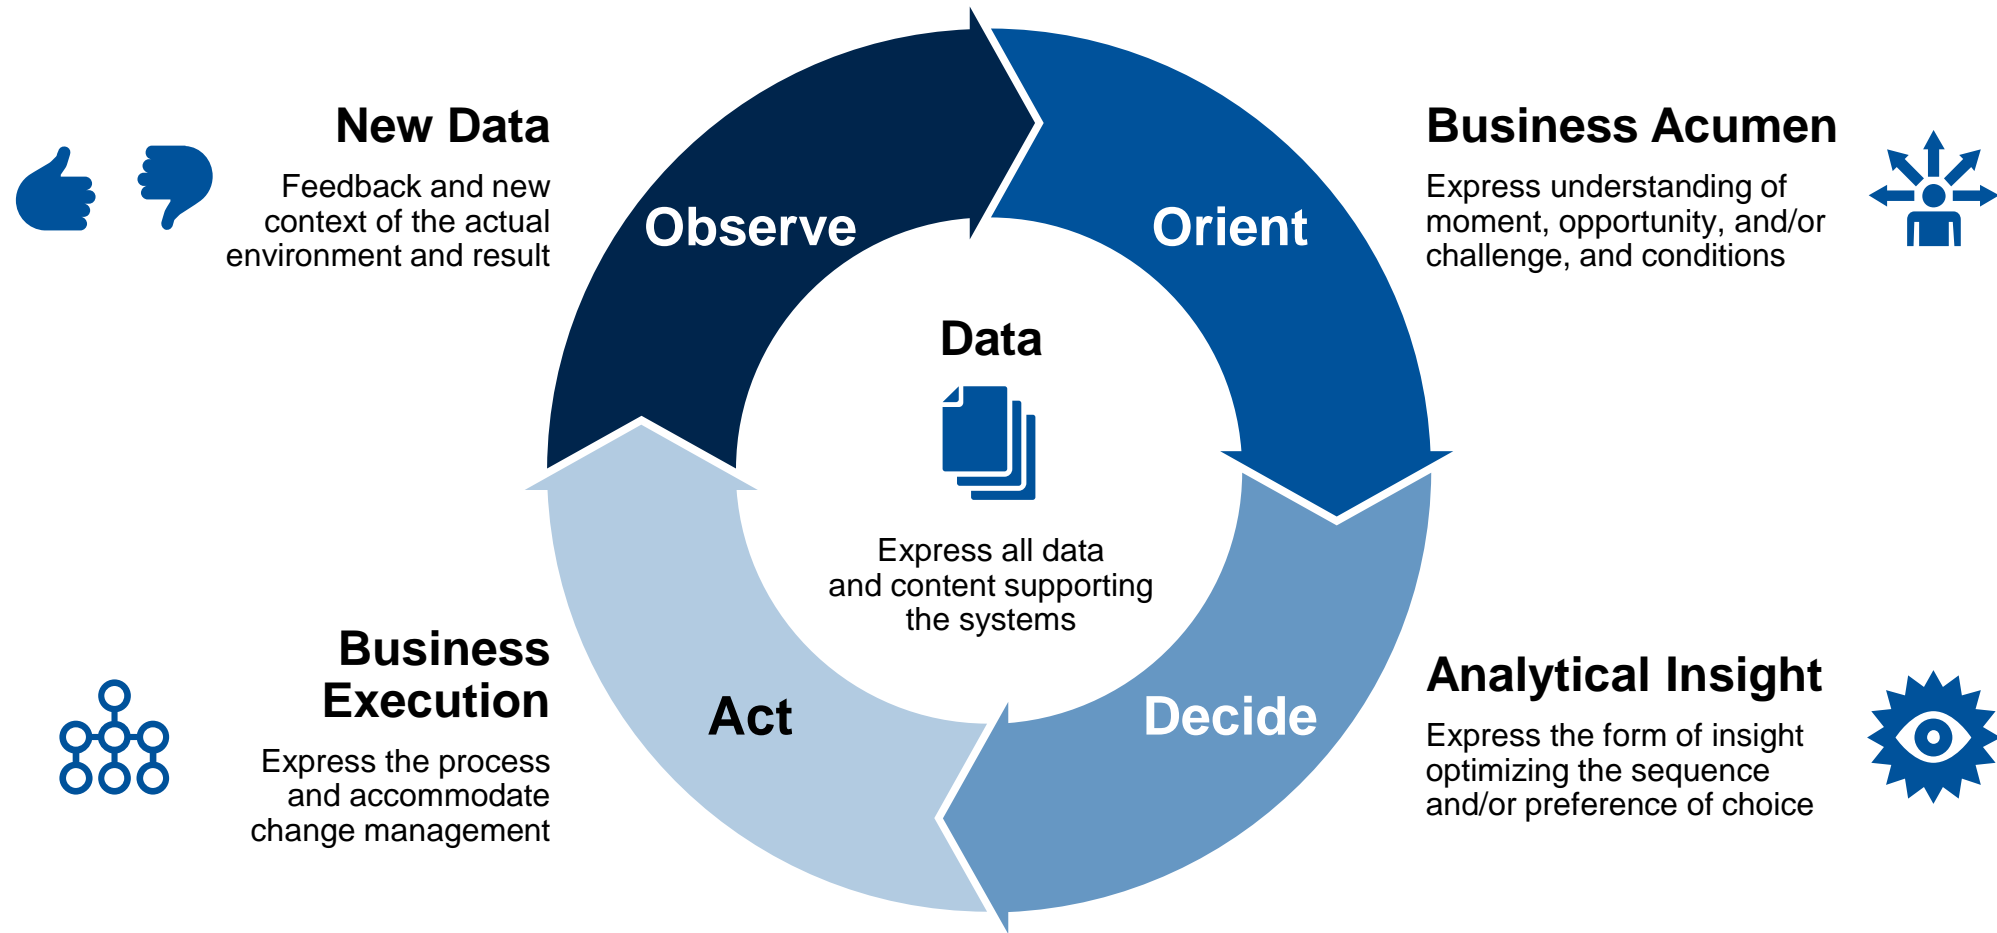 New Data
Feedback and new
context of the actual
environment and result
Observe
Orient
Business Acumen
Express understanding of
moment, opportunity, and/or
challenge, and conditions
Data
Express all data
and content supporting
the systems
Business
Execution
Express the process
and accommodate
change management
Act
Decide
Analytical Insight
Express the form of insight
optimizing the sequence
and/or preference of choice